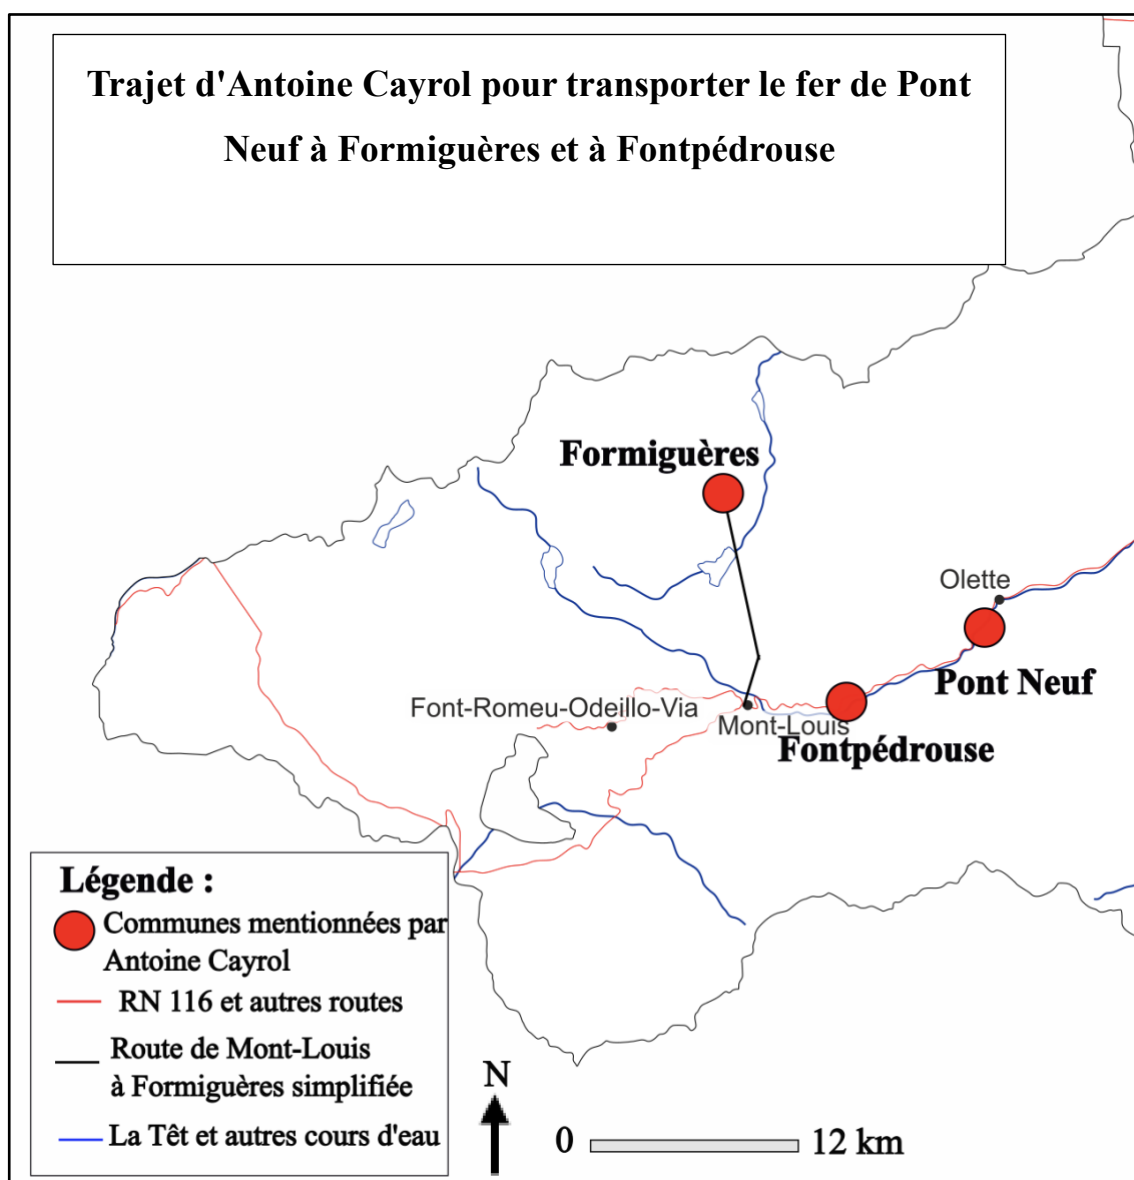 Trajet d'Antoine Cayrol pour transporter le fer de Pont
Neuf à Formiguères et à Fontpédrouse
Formiguères
Olette
Pont Neuf
Font-Romeu-Odeillo-Via
Mont-Louis
Fontpédrouse
Légende :
Communes mentionnées par
Antoine Cayrol
RN 116 et autres routes
Route de Mont-Louis
à Formiguères simplifiée
La Têt et autres cours d'eau
N
0
12 km